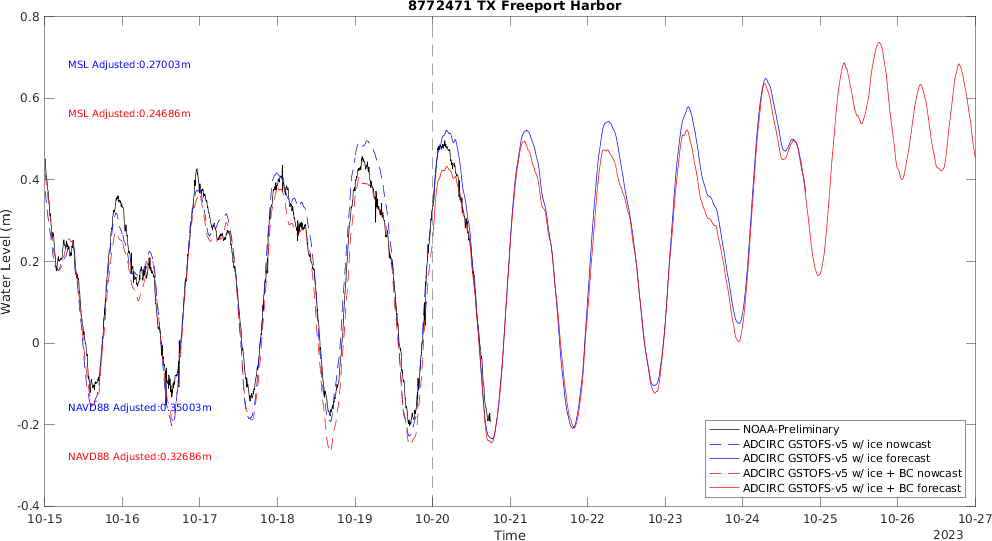 8772471 TX Freeport Harbor
0.8
0.6
0.4
0.2
0
-0.2
-0.4
Water Level (m)
MSL Adjusted:0.27003m
MSL Adjusted:0.24686m
NAVD88 Adjusted:0.35003m
NAVD88 Adjusted:0.32686m
NOAA-Preliminary
ADCIRC GSTOFS-v5 w/ ice nowcast
ADCIRC GSTOFS-v5 w/ ice forecast
ADCIRC GSTOFS-v5 w/ ice + BC nowcast
ADCIRC GSTOFS-v5 w/ ice + BC forecast
10-15 10-16 10-17 10-18 10-19 10-20 10-21 10-22 10-23 10-24 10-25 10-26 10-27
Time
2023